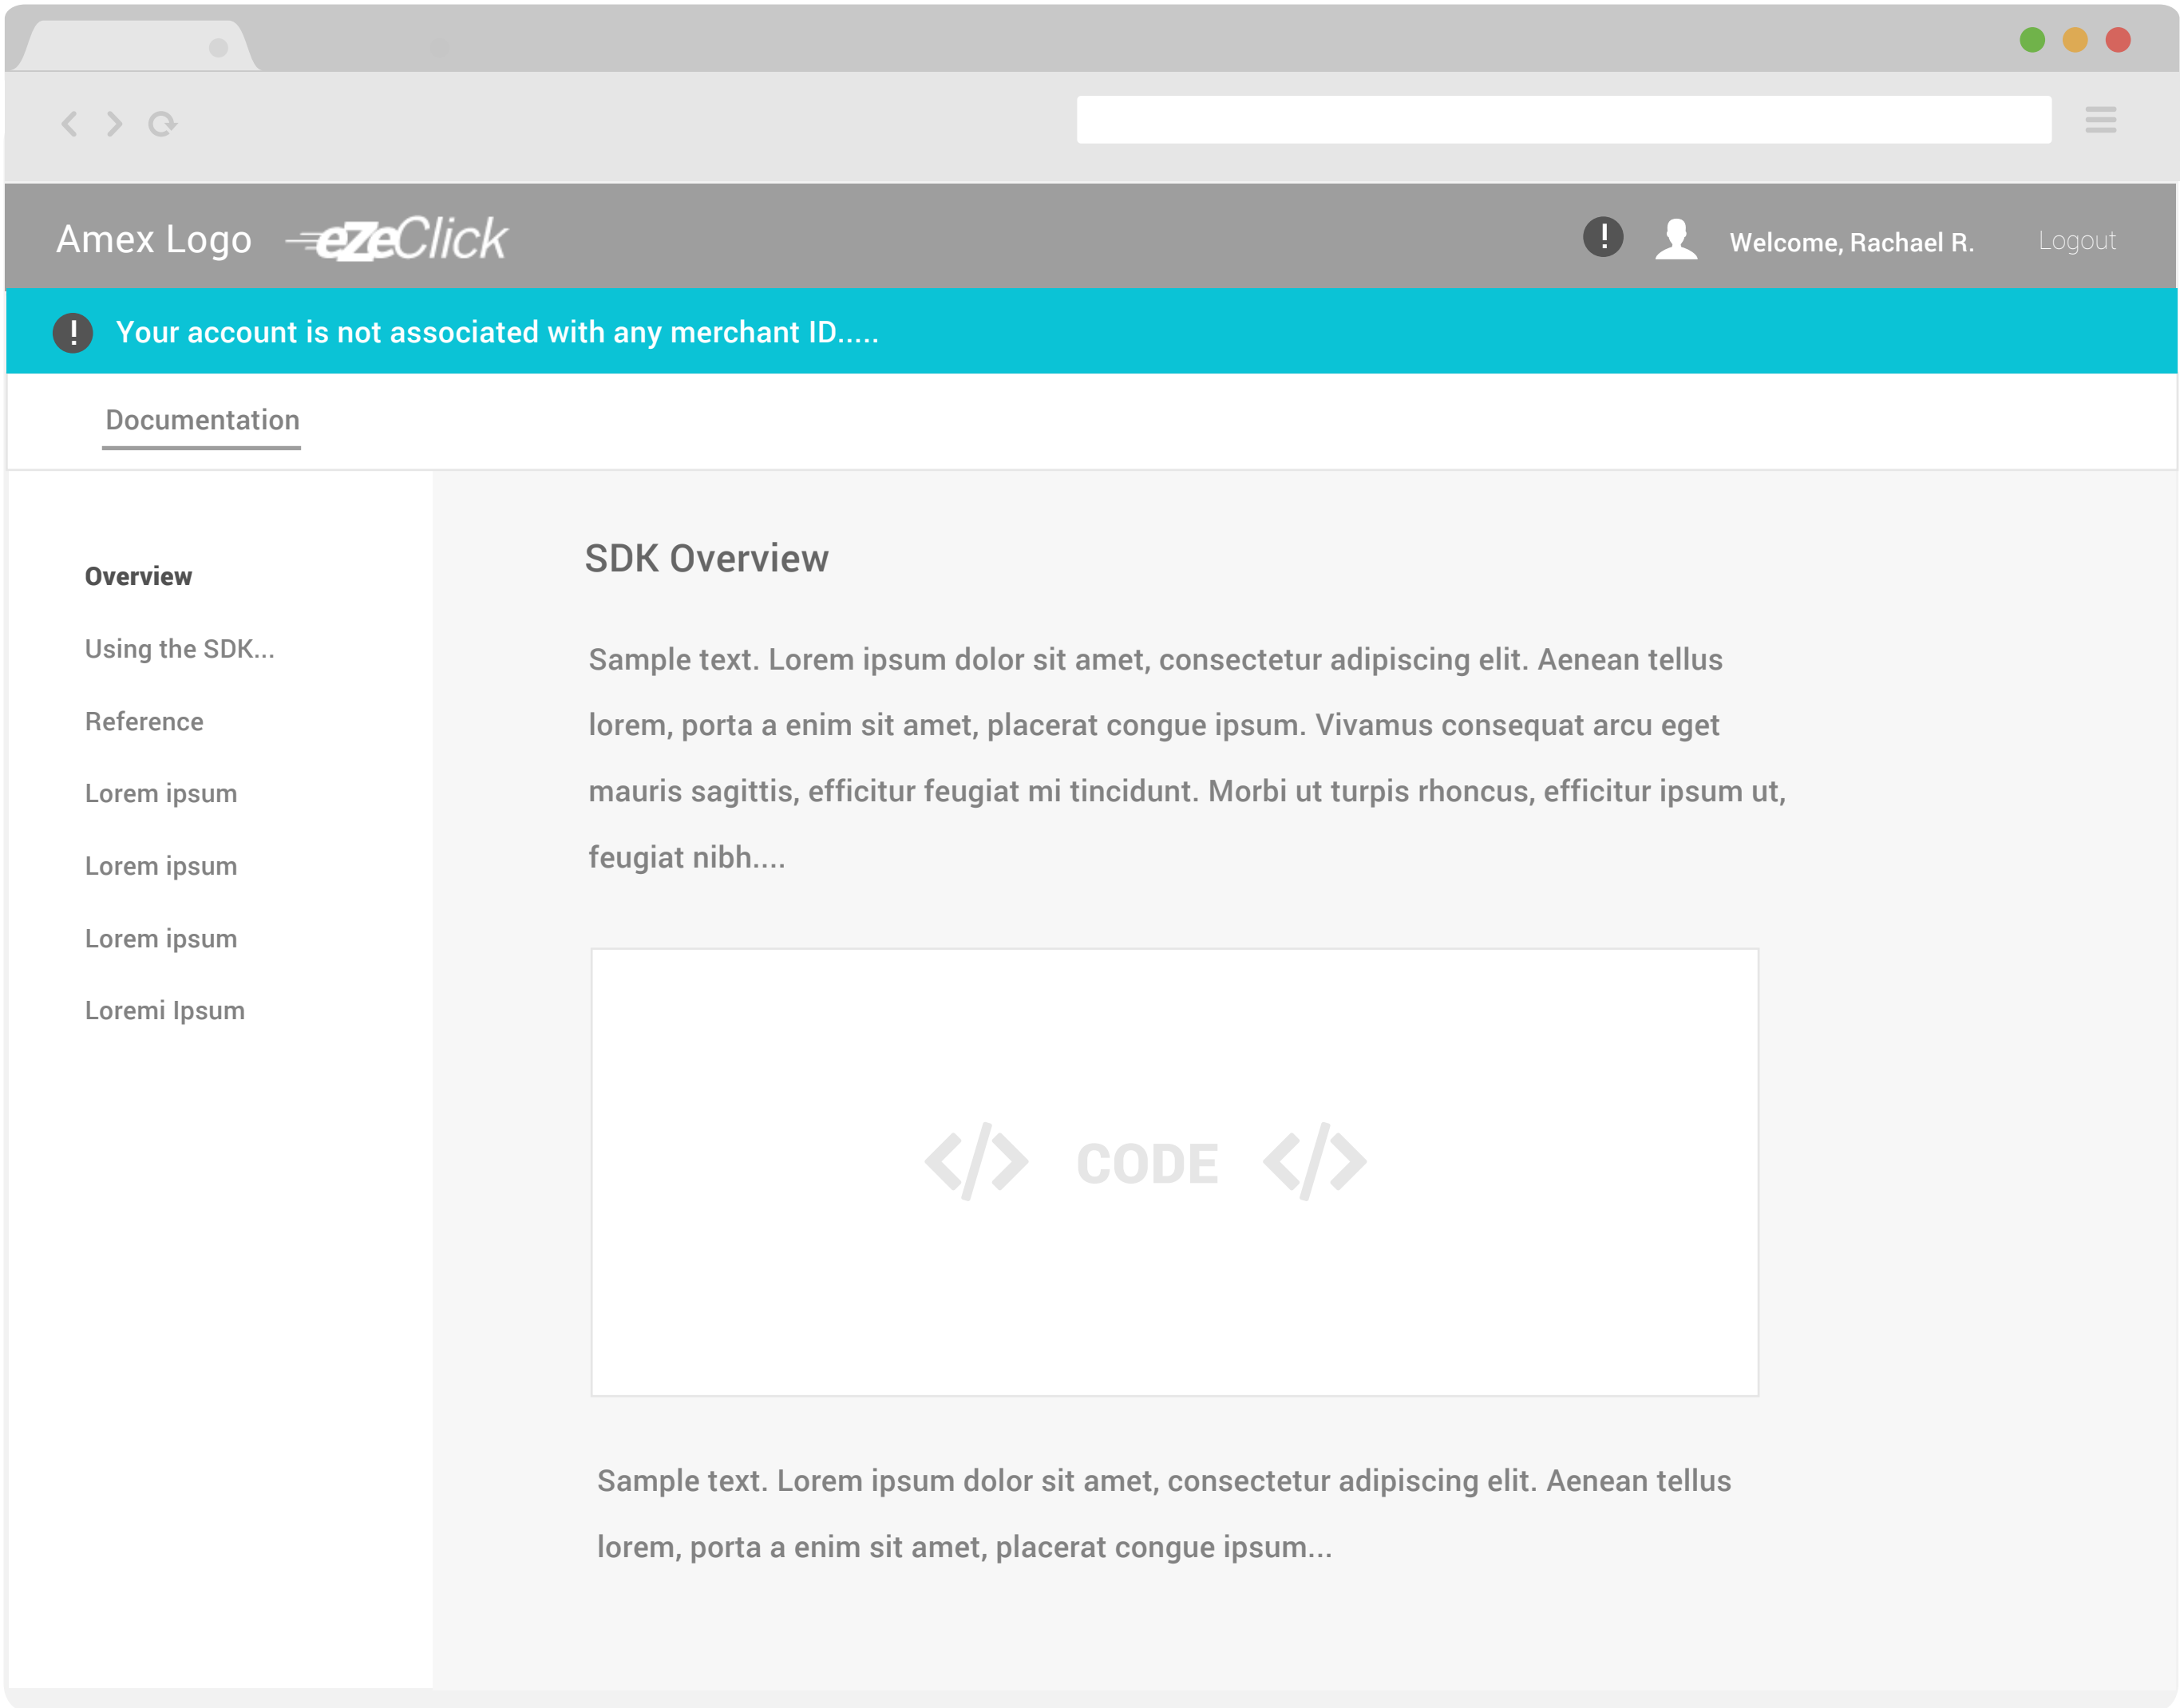 Amex Logo ezeClick ! Welcome, Rachael R. Logout
! Your account is not associated with any merchant ID.....
Documentation
Overview
Using the SDK...
Reference
Lorem ipsum
Lorem ipsum
Lorem ipsum
Loremi Ipsum
SDK Overview
Sample text. Lorem ipsum dolor sit amet, consectetur adipiscing elit. Aenean tellus
lorem, porta a enim sit amet, placerat congue ipsum. Vivamus consequat arcu eget
mauris sagittis, efficitur feugiat mi tincidunt. Morbi ut turpis rhoncus, efficitur ipsum ut,
feugiat nibh....
</> CODE </>
Sample text. Lorem ipsum dolor sit amet, consectetur adipiscing elit. Aenean tellus
lorem, porta a enim sit amet, placerat congue ipsum...